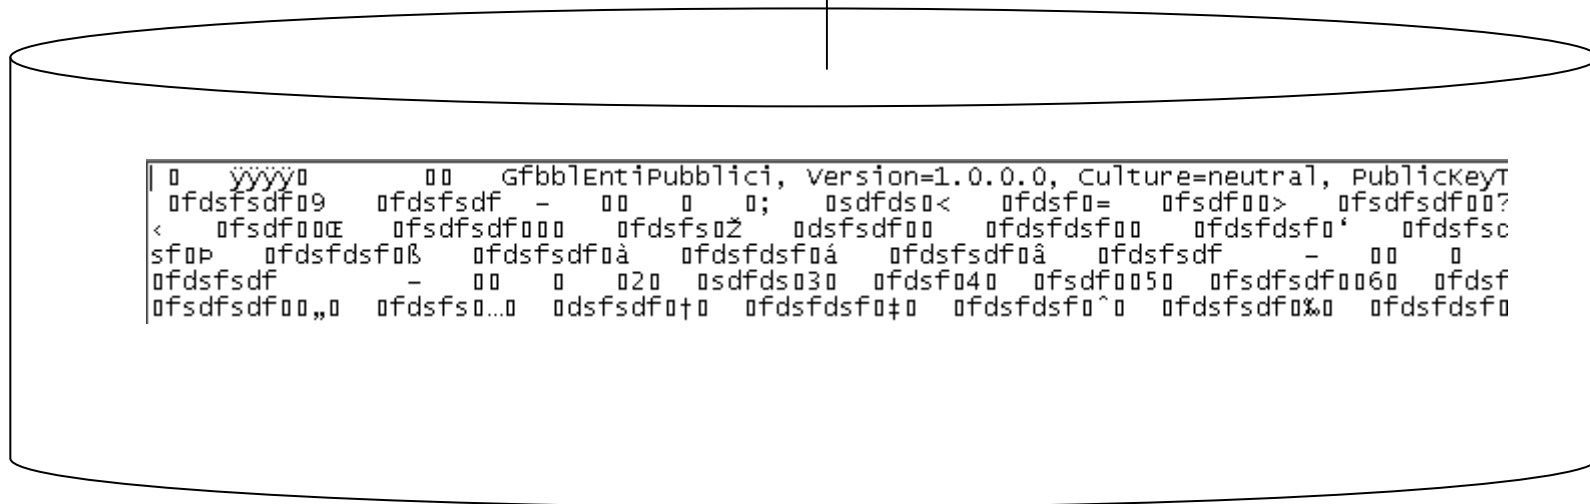 ▯ ÿÿÿÿ▯ ▯▯ GfbblEntiPubblici, Version=1.0.0.0, Culture=neutral, PublicKeyT
▯fdsfsdf▯9 ▯fdsfsdf – ▯▯ ▯ ▯; ▯sdfds▯< ▯fdsf▯= ▯fsdf▯▯> ▯fsdfsdf▯▯?
‹ ▯fsdf▯▯Œ ▯fsdfsdf▯▯▯ ▯fdsfs▯Ž ▯dsfsdf▯▯ ▯fdsfdsf▯▯ ▯fdsfdsf▯‘ ▯fdsfsd
sf▯Þ ▯fdsfdsf▯ß ▯fdsfsdf▯à ▯fdsfdsf▯á ▯fdsfsdf▯â ▯fdsfsdf – ▯▯ ▯
▯fdsfsdf – ▯▯ ▯ ▯2▯ ▯sdfds▯3▯ ▯fdsf▯4▯ ▯fsdf▯▯5▯ ▯fsdfsdf▯▯6▯ ▯fdsf
▯fsdfsdf▯▯„▯ ▯fdsfs▯…▯ ▯dsfsdf▯†▯ ▯fdsfdsf▯‡▯ ▯fdsfdsf▯ˆ▯ ▯fdsfsdf▯‰▯ ▯fdsfdsf▯